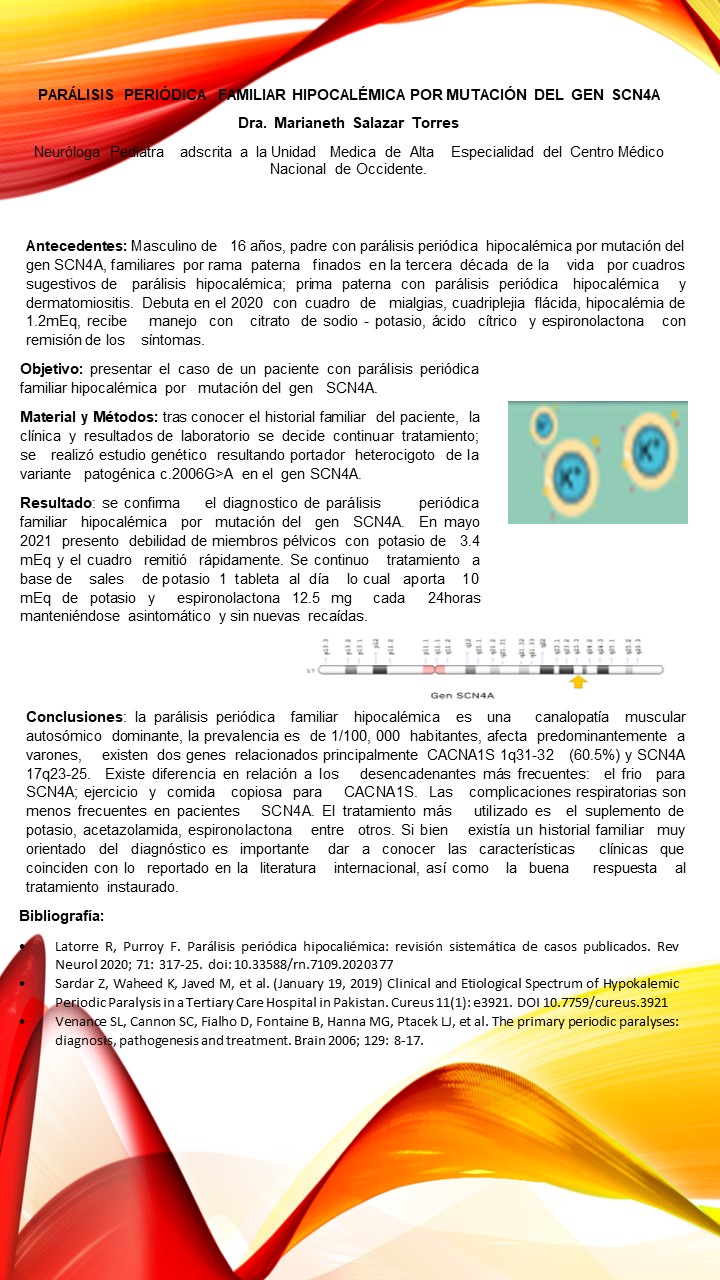 PARÁLISIS PERIÓDICA FAMILIAR HIPOCALÉMICA POR MUTACIÓN DEL GEN SCN4A
Dra. Marianeth Salazar Torres
Neuróloga Pediatra adscrita a la Unidad Medica de Alta Especialidad del Centro Médico
Nacional de Occidente.
Antecedentes: Masculino de 16 años, padre con parálisis periódica hipocalémica por mutación del
gen SCN4A, familiares por rama paterna finados en la tercera década de la vida por cuadros
sugestivos de parálisis hipocalémica; prima paterna con parálisis periódica hipocalémica y
dermatomiositis. Debuta en el 2020 con cuadro de mialgias, cuadriplejia flácida, hipocalémia de
1.2mEq, recibe manejo con citrato de sodio - potasio, ácido cítrico y espironolactona con
remisión de los síntomas.
Objetivo: presentar el caso de un paciente con parálisis periódica
familiar hipocalémica por mutación del gen SCN4A.
Material y Métodos: tras conocer el historial familiar del paciente, la
clínica y resultados de laboratorio se decide continuar tratamiento;
se realizó estudio genético resultando portador heterocigoto de la
variante patogénica c.2006G>A en el gen SCN4A.
K+
K+
K+
Resultado: se confirma el diagnostico de parálisis periódica
familiar hipocalémica por mutación del gen SCN4A. En mayo
2021 presento debilidad de miembros pélvicos con potasio de 3.4
mEq y el cuadro remitió rápidamente. Se continuo tratamiento a
base de sales de potasio 1 tableta al día lo cual aporta 10
mEq de potasio y espironolactona 12.5 mg cada 24horas
manteniéndose asintomático y sin nuevas recaídas.
17
Gen SCN4A
Conclusiones: la parálisis periódica familiar hipocalémica es una canalopatía muscular
autosómico dominante, la prevalencia es de 1/100, 000 habitantes, afecta predominantemente a
varones, existen dos genes relacionados principalmente CACNA1S 1q31-32 (60.5%) y SCN4A
17q23-25. Existe diferencia en relación a los desencadenantes más frecuentes: el frio para
SCN4A; ejercicio y comida copiosa para CACNA1S. Las complicaciones respiratorias son
menos frecuentes en pacientes SCN4A. El tratamiento más utilizado es el suplemento de
potasio, acetazolamida, espironolactona entre otros. Si bien existía un historial familiar muy
orientado del diagnóstico es importante dar a conocer las características clínicas que
coinciden con lo reportado en la literatura internacional, así como la buena respuesta al
tratamiento instaurado.
Bibliografía:
• Latorre R, Purroy F. Parálisis periódica hipocaliémica: revisión sistemática de casos publicados. Rev
Neurol 2020; 71: 317-25. doi: 10.33588/rn.7109.2020377
• Sardar Z, Waheed K, Javed M, et al. (January 19, 2019) Clinical and Etiological Spectrum of Hypokalemic
Periodic Paralysis in a Tertiary Care Hospital in Pakistan. Cureus 11(1): e3921. DOI 10.7759/cureus.3921
• Venance SL, Cannon SC, Fialho D, Fontaine B, Hanna MG, Ptacek LJ, et al. The primary periodic paralyses:
diagnosis, pathogenesis and treatment. Brain 2006; 129: 8-17.